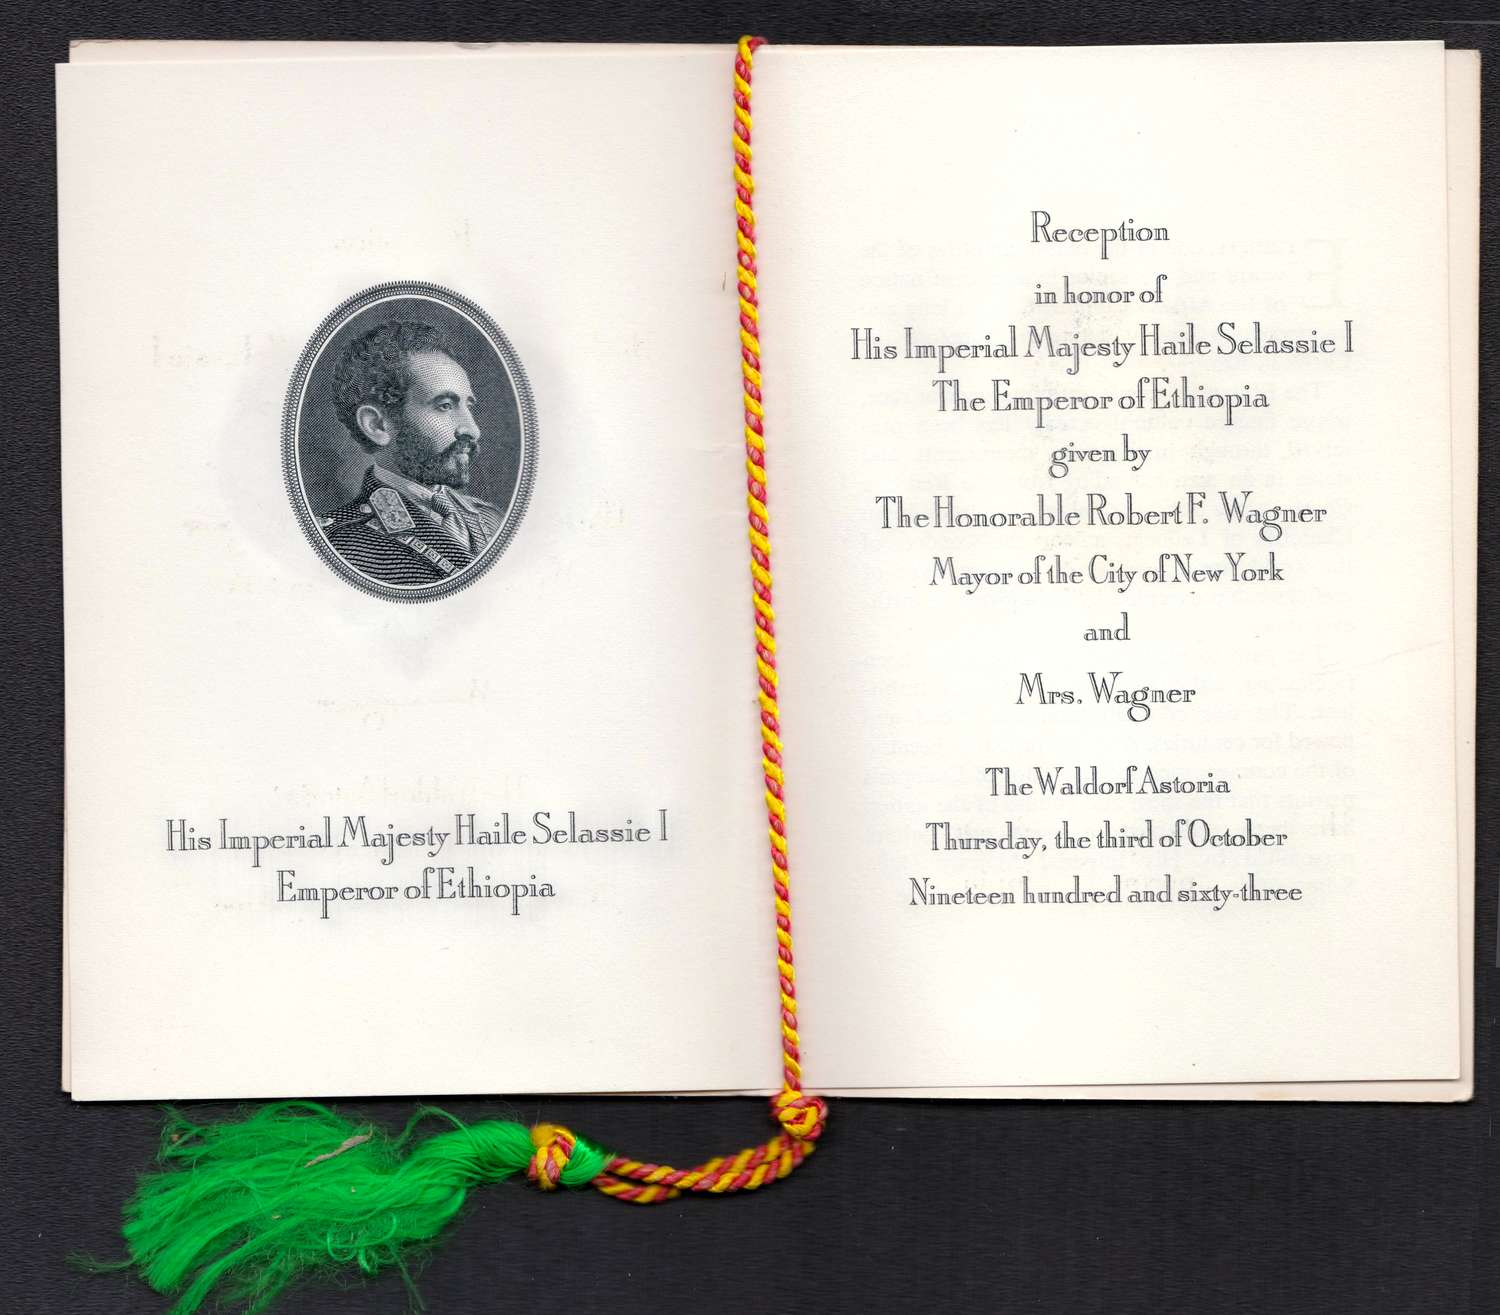 His Imperial Majesty Haile Selassie I
Emperor of Ethiopia
Reception
in honor of
His Imperial Majesty Haile Selassie I
The Emperor of Ethiopia
given by
The Honorable Robert F. Wagner
Mayor of the City of New York
and
Mrs. Wagner
The Waldorf Astoria
Thursday, the third of October
Nineteen hundred and sixty-three